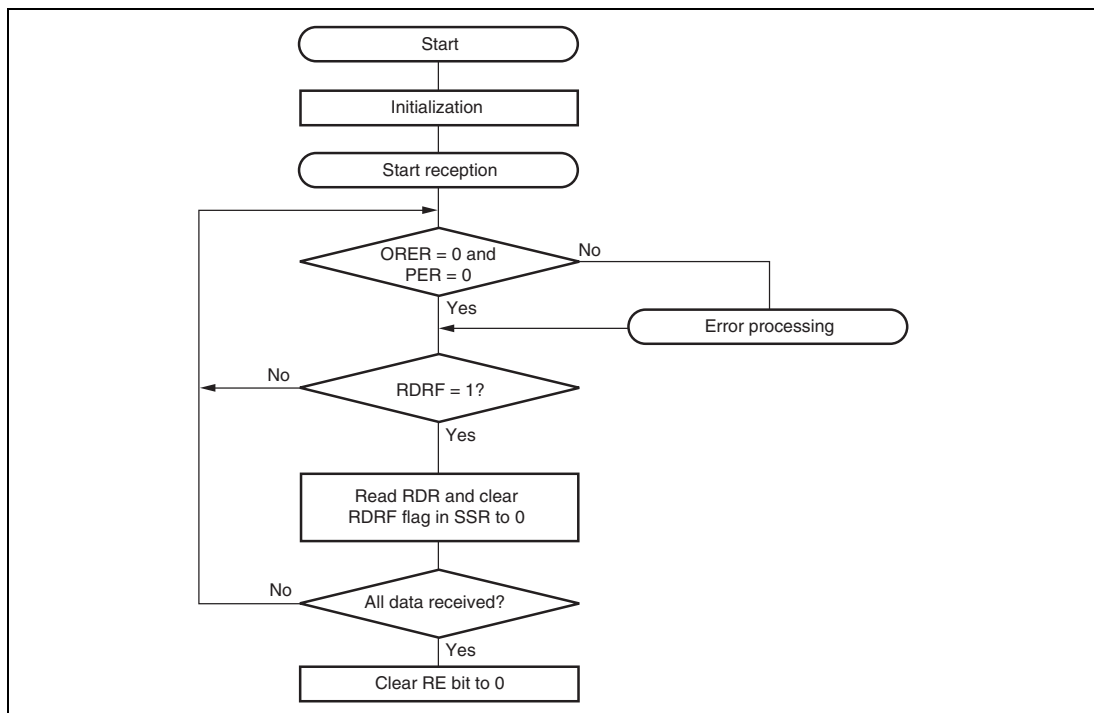 Start
Initialization
Start reception
ORER = 0 and
PER = 0
No
Yes
Error processing
No
RDRF = 1?
Yes
Read RDR and clear
RDRF flag in SSR to 0
No
All data received?
Yes
Clear RE bit to 0